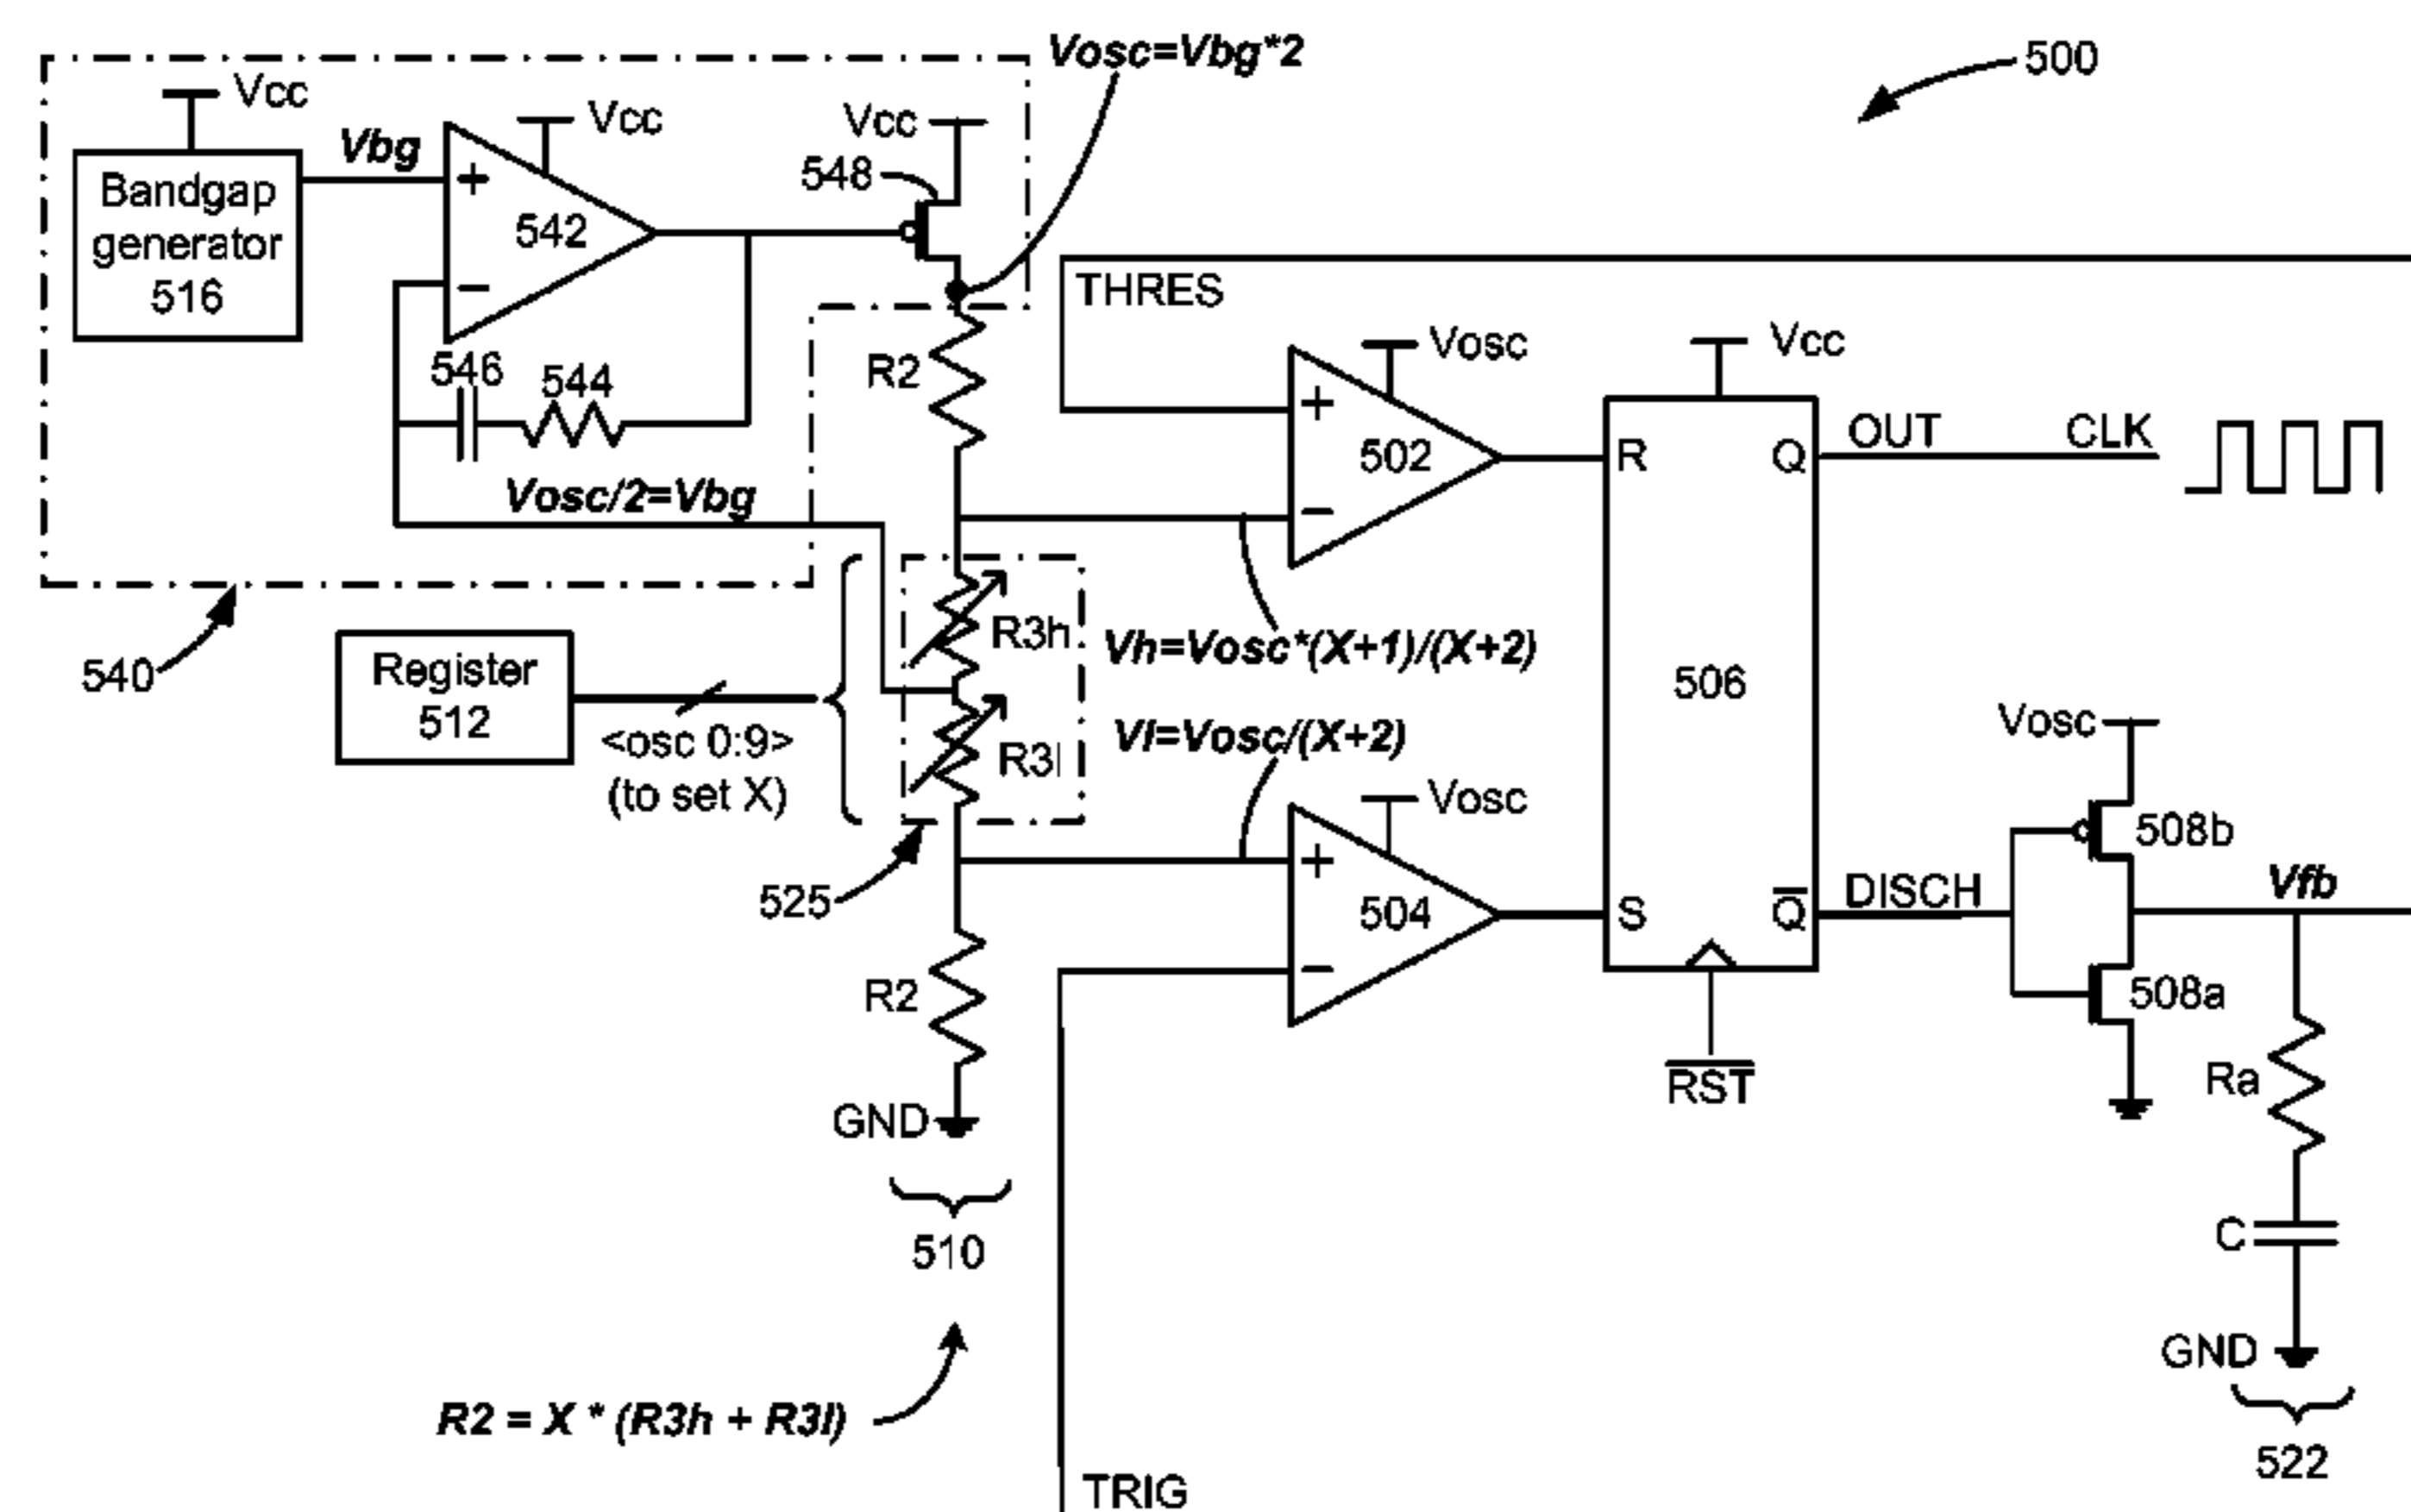 Vosc=Vbg*2
500
Vcc
Vcc
Vcc
Vbg
548
Bandgap
generator
516
+
542
−
THRES
546
544
R2
Vosc
Vcc
+
502
−
R
Q
OUT
CLK
Vosc/2=Vbg
R3h
Vh=Vosc*(X+1)/(X+2)
540
Register
512
<osc 0:9>
(to set X)
R3l
Vl=Vosc/(X+2)
506
Vosc
Vosc
525
+
504
−
S
Q
DISCH
508b
Vfb
508a
R2
RST
Ra
GND
510
C
GND
R2 = X * (R3h + R3l)
522
TRIG